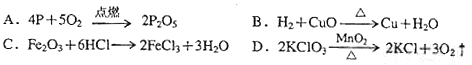 A. 4P+5O₂ 点燃→ 2P₂O₅ B. H₂+CuO △→ Cu+H₂O
C. Fe₂O₃+6HCl→2FeCl₃+3H₂O D. 2KClO₃ MnO₂△→ 2KCl+3O₂↑